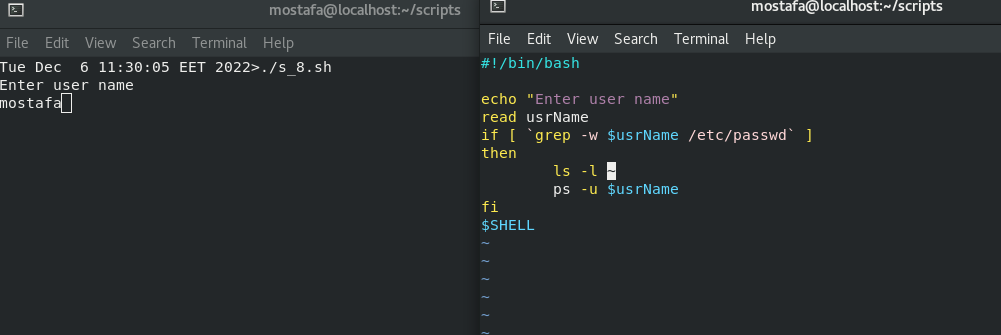 mostafa@localhost:~/scripts
File Edit View Search Terminal Help
Tue Dec  6 11:30:05 EET 2022>./s_8.sh
Enter user name
mostafa
mostafa@localhost:~/scripts
File Edit View Search Terminal Help
#!/bin/bash
echo "Enter user name"
read usrName
if [ `grep -w $usrName /etc/passwd` ]
then
        ls -l ~
        ps -u $usrName
fi
$SHELL
~
~
~
~
~
~